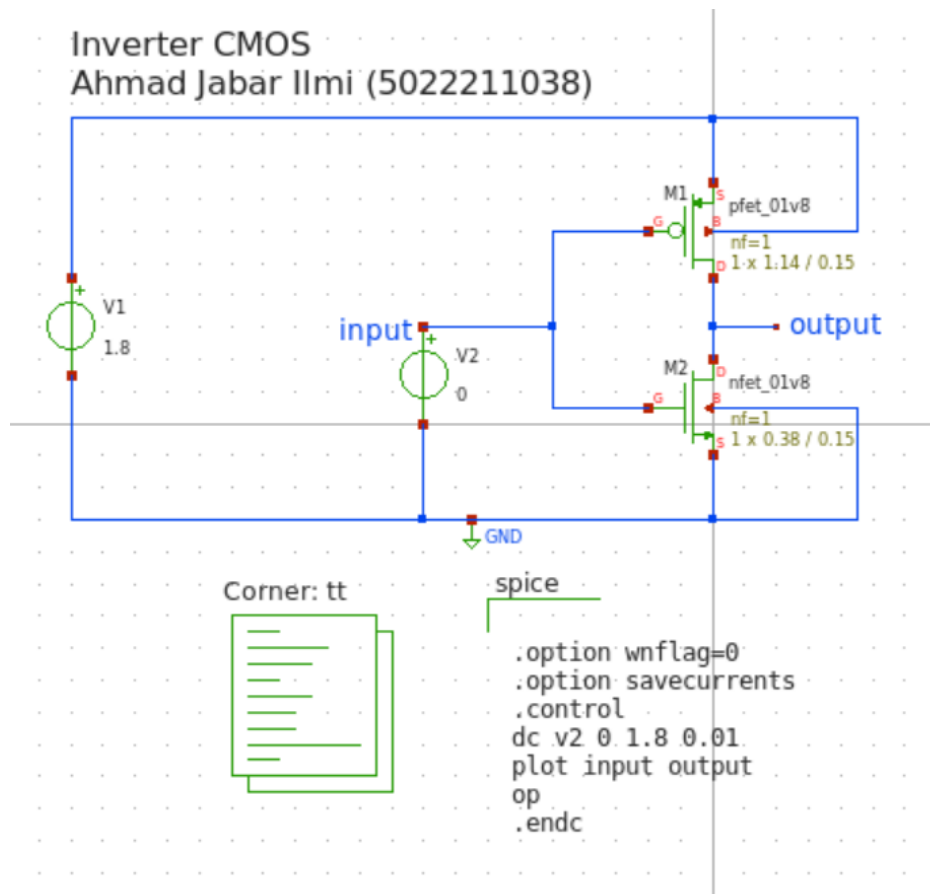 Inverter CMOS
Ahmad Jabar Ilmi (5022211038)
M1
S
pfet_01v8
G
B
nf=1
1 x 1.14 / 0.15
D
+
V1
1.8
input
output
+
V2
0
M2
D
nfet_01v8
G
B
nf=1
1 x 0.38 / 0.15
S
GND
Corner: tt
spice
.option wnflag=0
.option savecurrents
.control
dc v2 0 1.8 0.01
plot input output
op
.endc